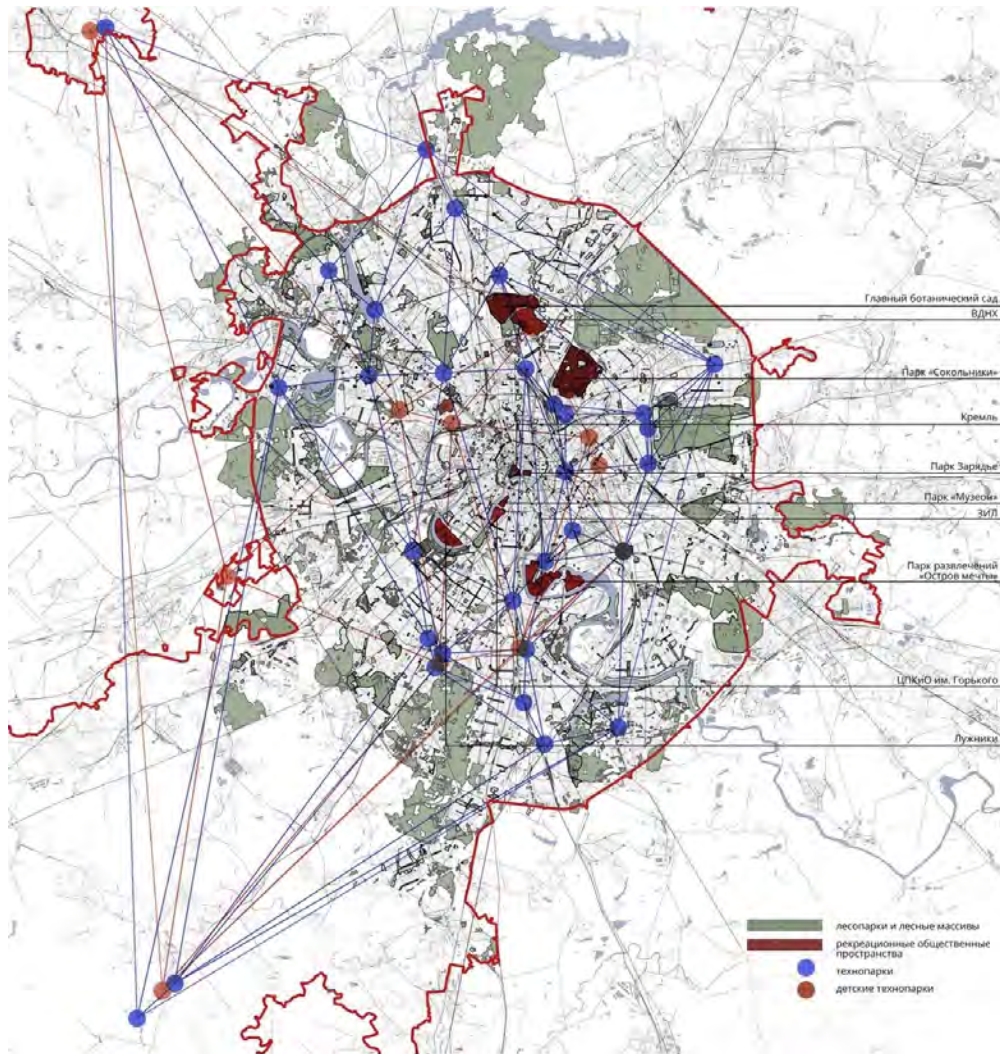 Главный ботанический сад
ВДНХ
Парк «Сокольники»
Кремль
Парк Зарядье
Парк «Музеон»
ЗИЛ
Парк развлечений
«Остров мечты»
ЦПКиО им. Горького
Лужники
лесопарки и лесные массивы
рекреационные общественные
пространства
технопарки
детские технопарки